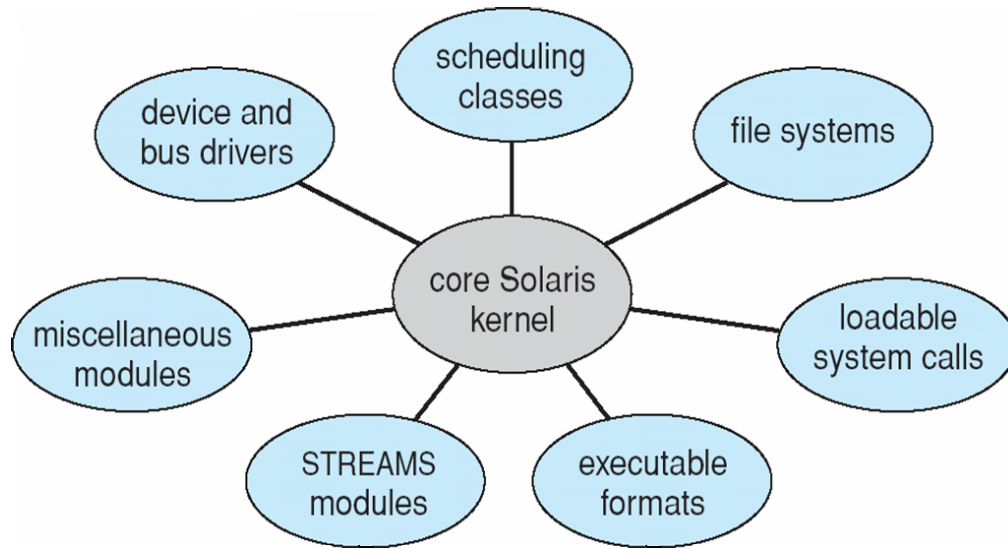 scheduling
classes
device and
bus drivers
file systems
core Solaris
kernel
miscellaneous
modules
loadable
system calls
STREAMS
modules
executable
formats